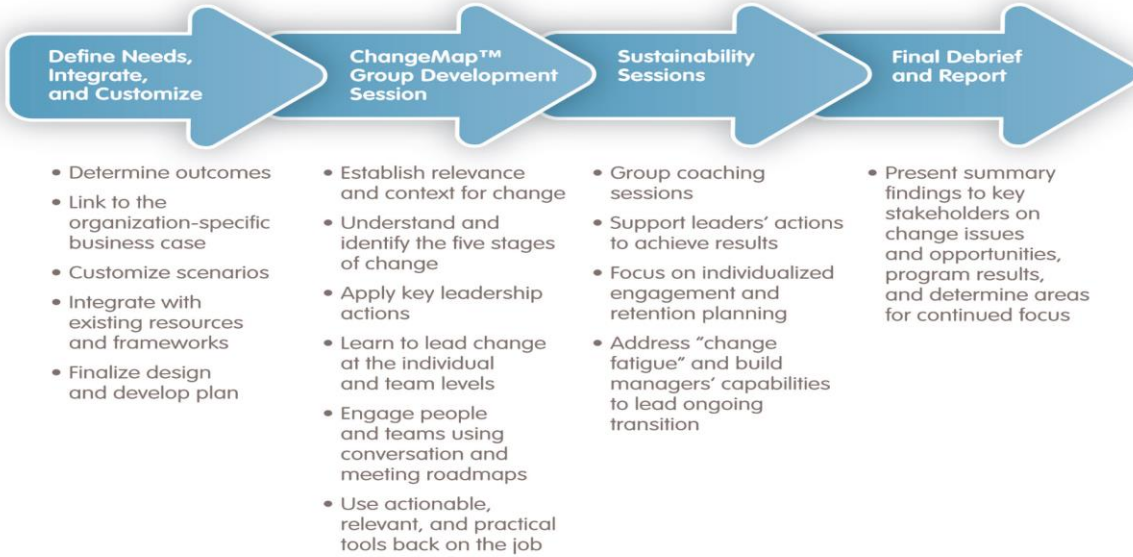 Define Needs,
Integrate,
and Customize
• Determine outcomes
• Link to the
organization-specific
business case
• Customize scenarios
• Integrate with
existing resources
and frameworks
• Finalize design
and develop plan
ChangeMap™
Group Development
Session
• Establish relevance
and context for change
• Understand and
identify the five stages
of change
• Apply key leadership
actions
• Learn to lead change
at the individual
and team levels
• Engage people
and teams using
conversation and
meeting roadmaps
• Use actionable,
relevant, and practical
tools back on the job
Sustainability
Sessions
• Group coaching
sessions
• Support leaders’ actions
to achieve results
• Focus on individualized
engagement and
retention planning
• Address “change
fatigue” and build
managers’ capabilities
to lead ongoing
transition
Final Debrief
and Report
• Present summary
findings to key
stakeholders on
change issues
and opportunities,
program results,
and determine areas
for continued focus